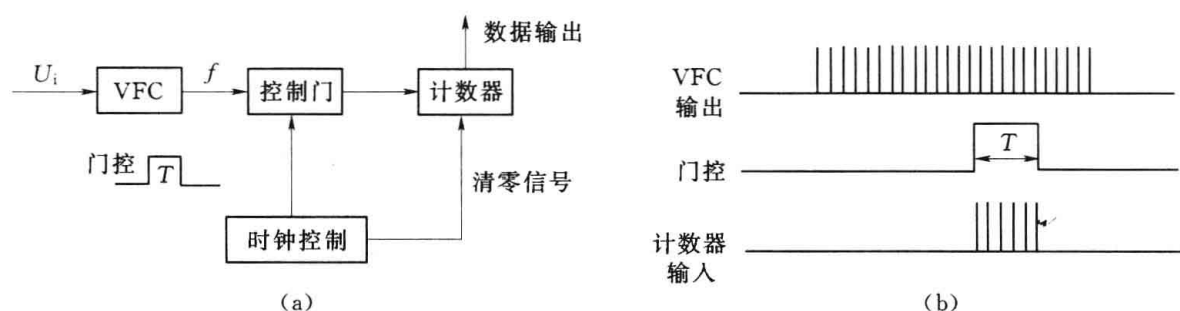 数据输出
U_i
f
VFC
控制门
计数器
门控
T
清零信号
时钟控制
(a)
VFC
输出
T
门控
计数器
输入
(b)